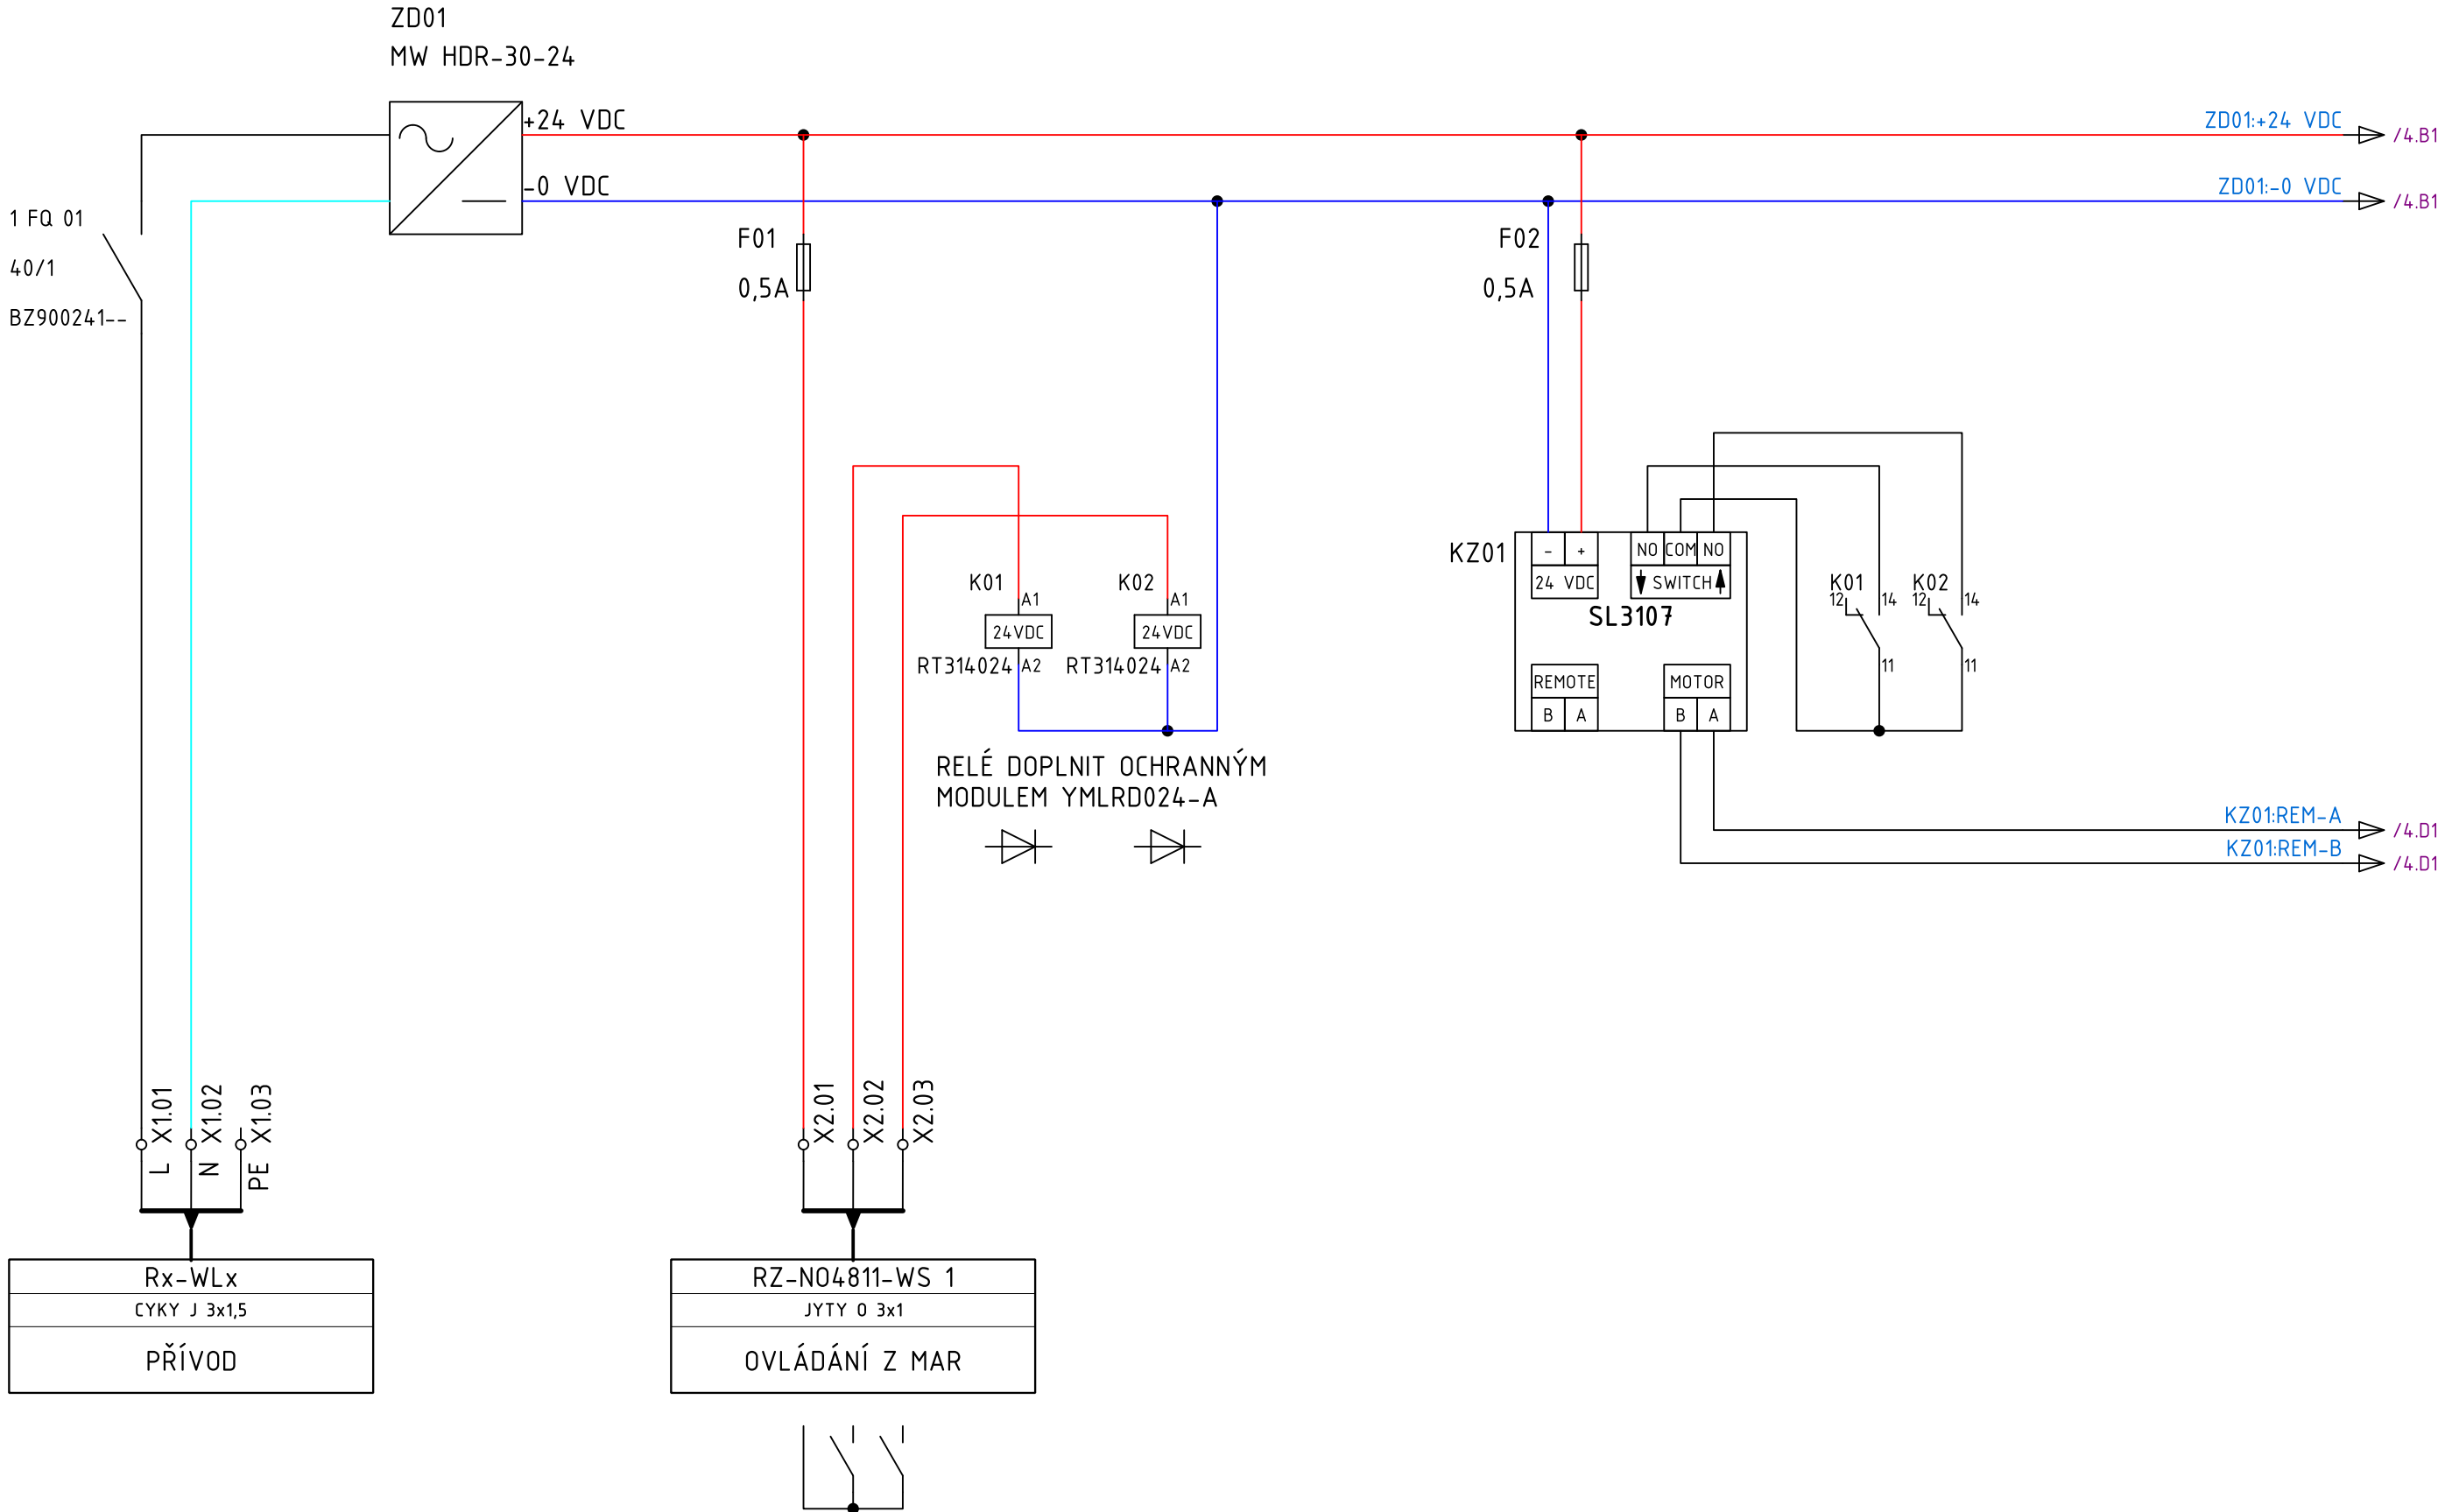 ZD01
MW HDR-30-24
+24 VDC
-0 VDC
ZD01:+24 VDC
/4.B1
ZD01:-0 VDC
/4.B1
1 FQ 01
40/1
BZ900241--
F01
0,5A
F02
0,5A
KZ01
- +
24 VDC
NO COM NO
SWITCH
SL3107
REMOTE
B A
MOTOR
B A
K01
A1
24VDC
RT314024
A2
K02
A1
24VDC
RT314024
A2
K01
12
14
11
K02
12
14
11
RELÉ DOPLNIT OCHRANNÝM
MODULEM YMLRD024-A
KZ01:REM-A
/4.D1
KZ01:REM-B
/4.D1
X1.01
X1.02
X1.03
L
N
PE
X2.01
X2.02
X2.03
Rx-WLx
CYKY J 3x1,5
PŘÍVOD
RZ-NO4811-WS 1
JYTY O 3x1
OVLÁDÁNÍ Z MAR